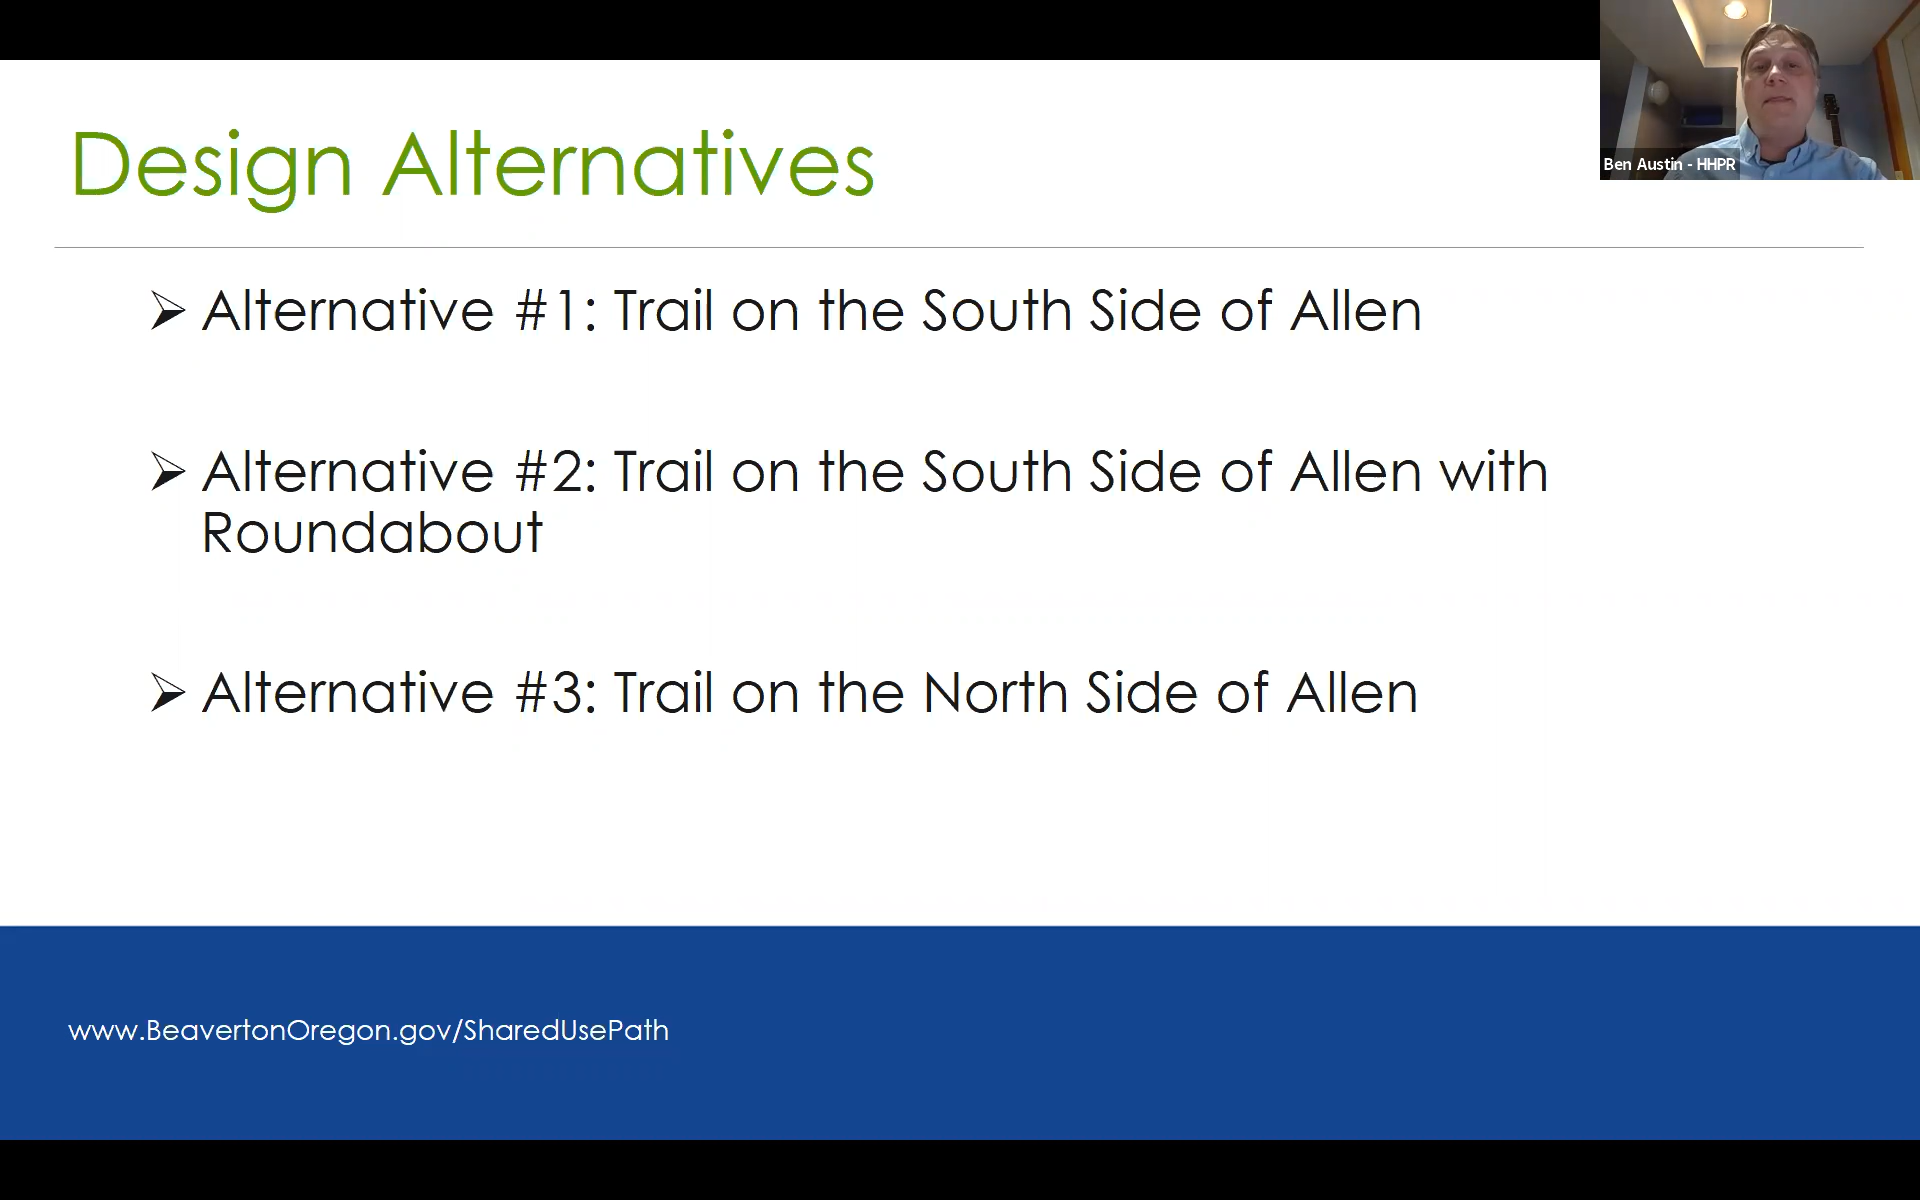 Design Alternatives
Ben Austin - HHPR
Alternative #1: Trail on the South Side of Allen
Alternative #2: Trail on the South Side of Allen with
Roundabout
Alternative #3: Trail on the North Side of Allen
www.BeavertonOregon.gov/SharedUsePath